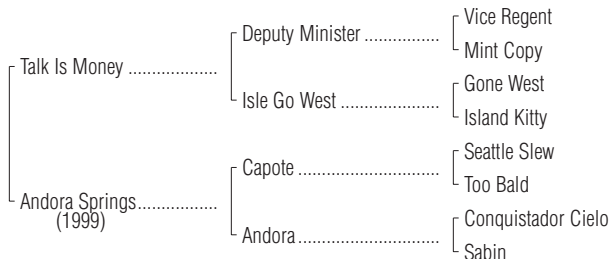 Vice Regent
Deputy Minister ................
Mint Copy
Talk Is Money ...................
Gone West
Isle Go West .....................
Island Kitty
Seattle Slew
Capote ..............................
Too Bald
Andora Springs.................
(1999)
Conquistador Cielo
Andora..............................
Sabin